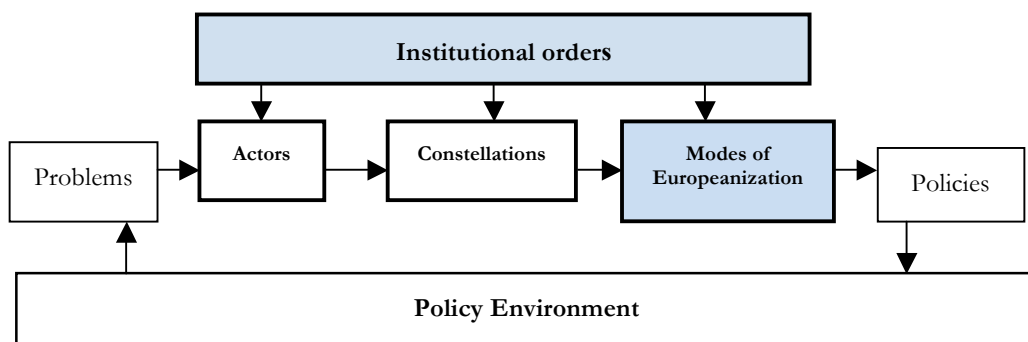 Institutional orders
Actors
Constellations
Modes of
Europeanization
Problems
Policies
Policy Environment